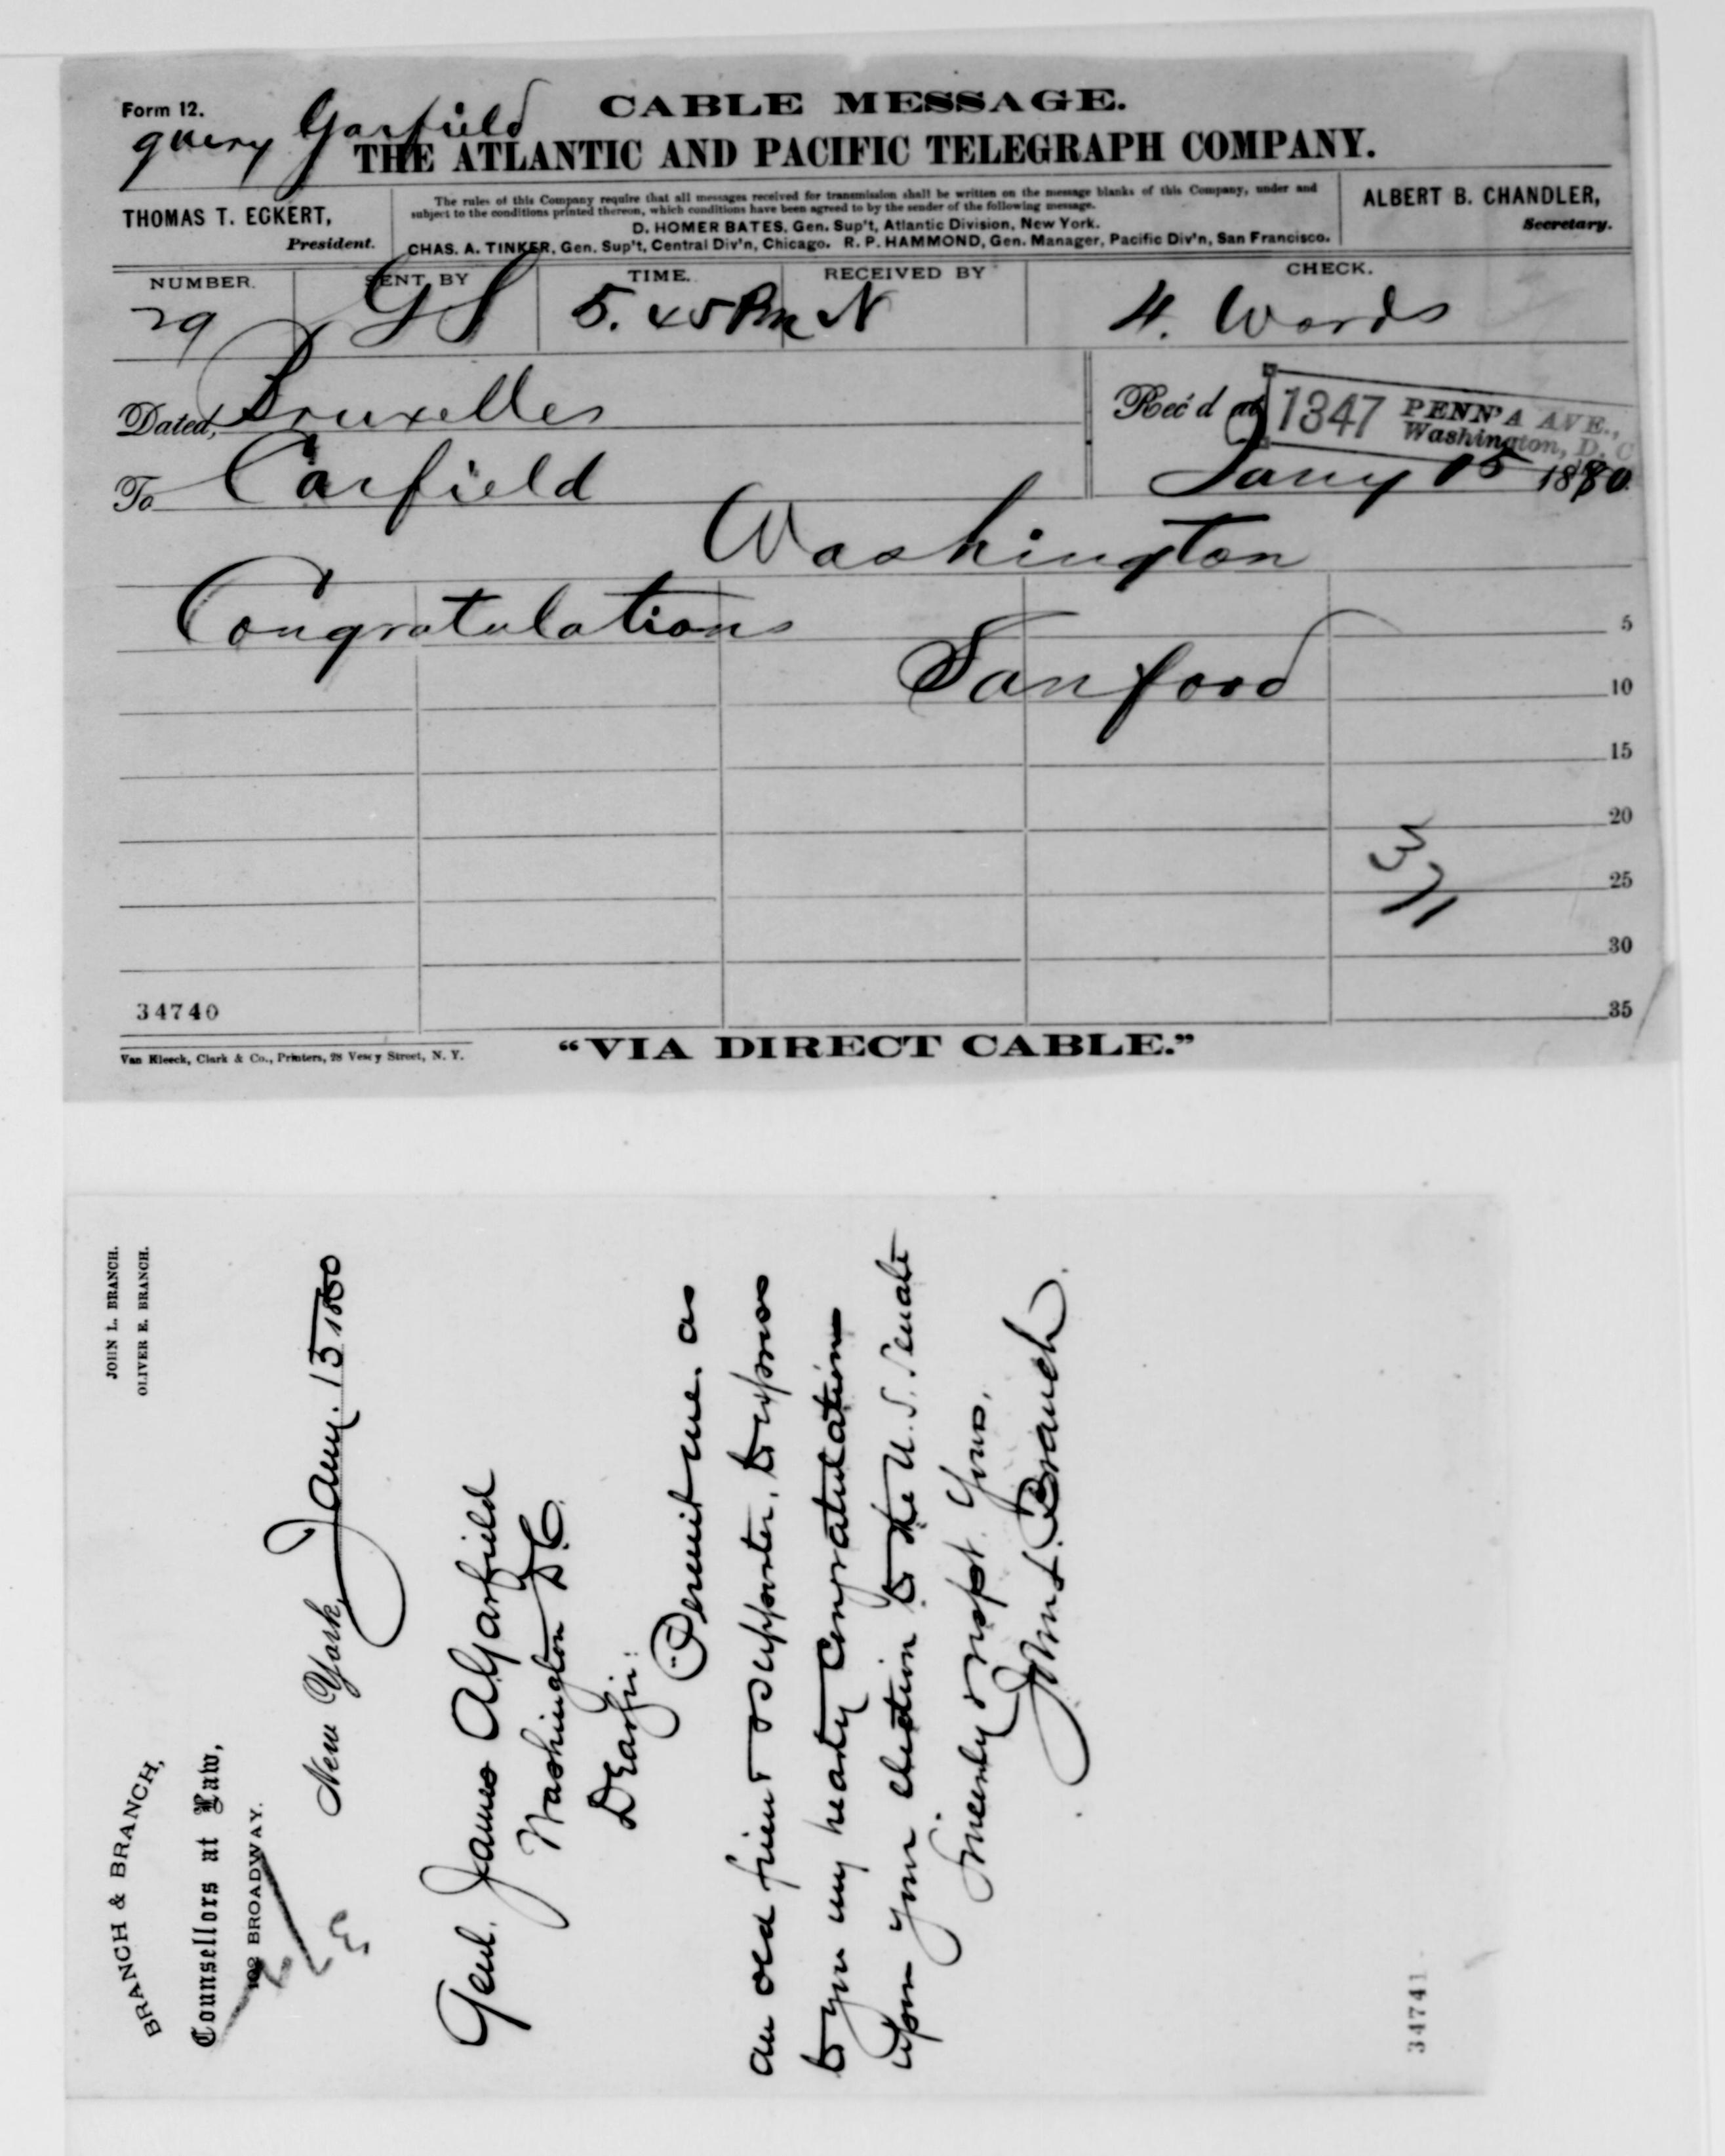 Form 12.
query Garfield
CABLE MESSAGE.
THE ATLANTIC AND PACIFIC TELEGRAPH COMPANY.
THOMAS T. ECKERT,
President.
The rules of this Company require that all messages received for transmission shall be written on the message blanks of this Company, under and
subject to the conditions printed thereon, which conditions have been agreed to by the sender of the following message.
D. HOMER BATES, Gen. Sup't, Atlantic Division, New York.
CHAS. A. TINKER, Gen. Sup't, Central Div'n, Chicago. R. P. HAMMOND, Gen. Manager, Pacific Div'n, San Francisco.
ALBERT B. CHANDLER,
Secretary.
NUMBER. SENT BY TIME. RECEIVED BY CHECK.
29 GS 5.45 Pm N 4. Words
Dated, Bruxelles
Rec'd at 1347 PENN'A AVE.,
Washington, D. C
To Carfield
Jany 15 1880.
Washington
Congratulations
5
Sanford
10
15
20
25
30
34740
35
Van Kleeck, Clark & Co., Printers, 28 Vesey Street, N. Y.
"VIA DIRECT CABLE."
BRANCH & BRANCH,
Counsellors at Law,
102 BROADWAY.
JOHN L. BRANCH.
OLIVER E. BRANCH.
New York, Jany. 15 1880
Genl. James A Garfield
Washington D.C.
Dear Sir:
Permit me. as
an old friend & supporter, to express
to you my hearty congratulations
upon your election to the U.S. Senate
Sincerely & respt. Yours,
John L. Branch.
34741